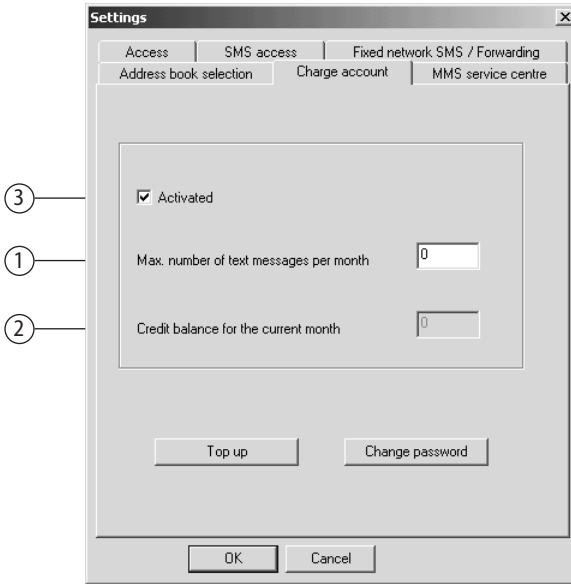 Settings
Access SMS access Fixed network SMS / Forwarding
Address book selection Charge account MMS service centre
3 Activated
1 Max. number of text messages per month 0
2 Credit balance for the current month 0
Top up Change password
OK Cancel